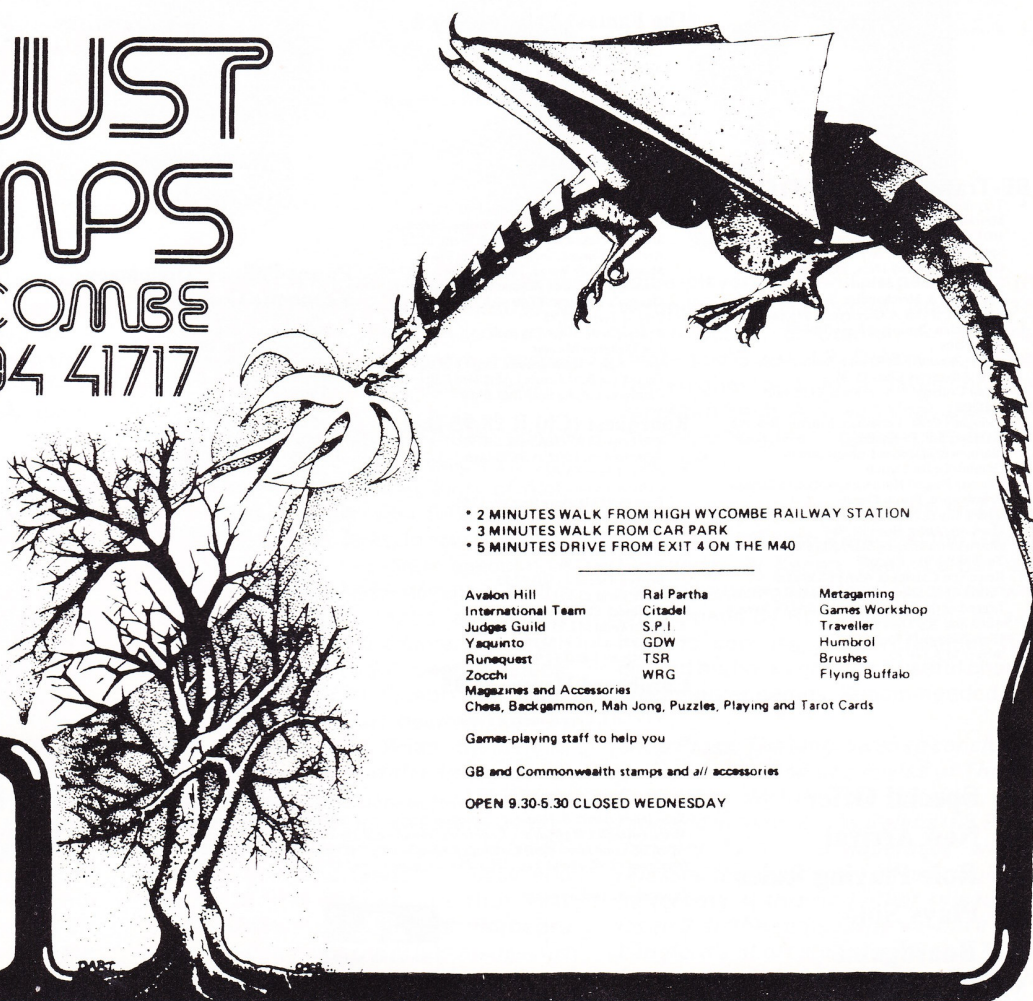 JUST
MPS
COMBE
94 41717
* 2 MINUTES WALK FROM HIGH WYCOMBE RAILWAY STATION
* 3 MINUTES WALK FROM CAR PARK
* 5 MINUTES DRIVE FROM EXIT 4 ON THE M40
Avalon Hill Ral Partha Metagaming
International Team Citadel Games Workshop
Judges Guild S.P.I. Traveller
Yaquinto GDW Humbrol
Runequest TSR Brushes
Zocchi WRG Flying Buffalo
Magazines and Accessories
Chess, Backgammon, Mah Jong, Puzzles, Playing and Tarot Cards
Games-playing staff to help you
GB and Commonwealth stamps and all accessories
OPEN 9.30-5.30 CLOSED WEDNESDAY
DART